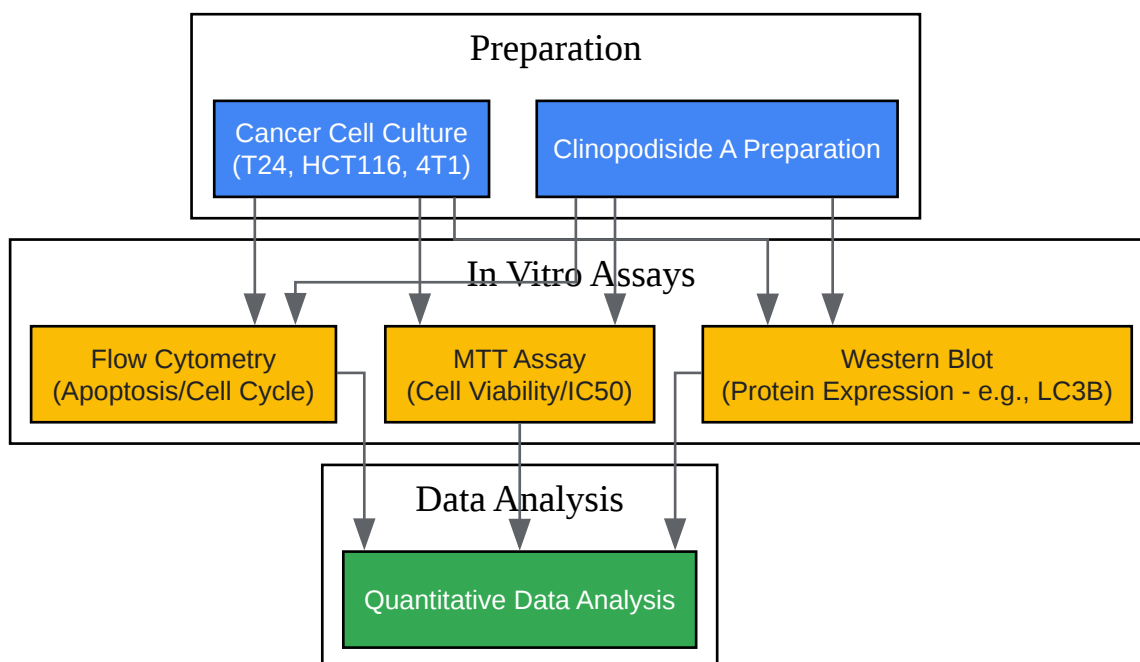 Preparation
Cancer Cell Culture
(T24, HCT116, 4T1)
Clinopodiside A Preparation
In Vitro Assays
Flow Cytometry
(Apoptosis/Cell Cycle)
MTT Assay
(Cell Viability/IC50)
Western Blot
(Protein Expression - e.g., LC3B)
Data Analysis
Quantitative Data Analysis